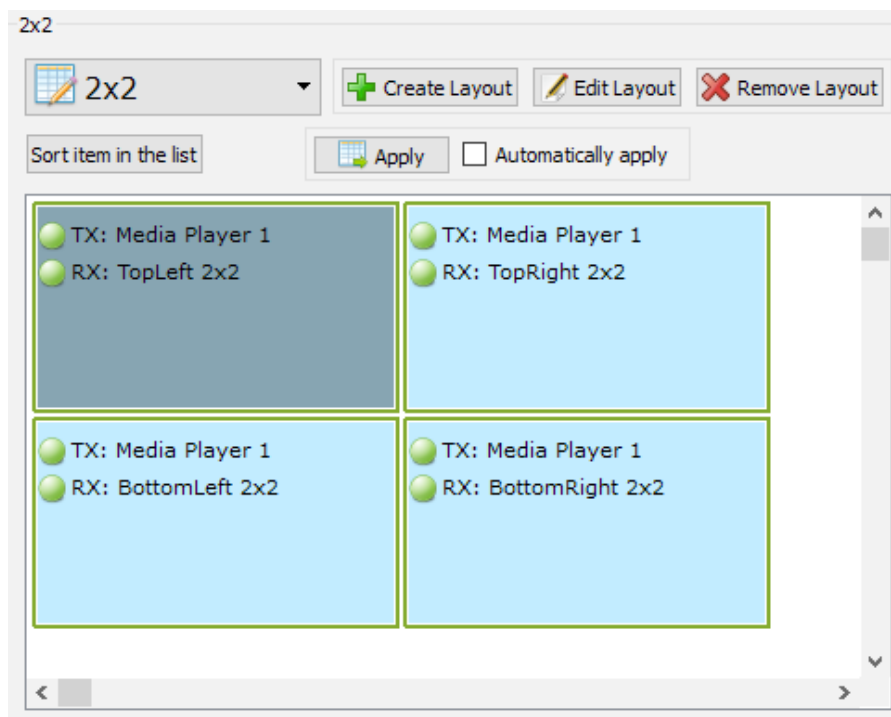 2x2
2x2
Create Layout
Edit Layout
Remove Layout
Sort item in the list
Apply
Automatically apply
TX: Media Player 1
RX: TopLeft 2x2
TX: Media Player 1
RX: TopRight 2x2
TX: Media Player 1
RX: BottomLeft 2x2
TX: Media Player 1
RX: BottomRight 2x2